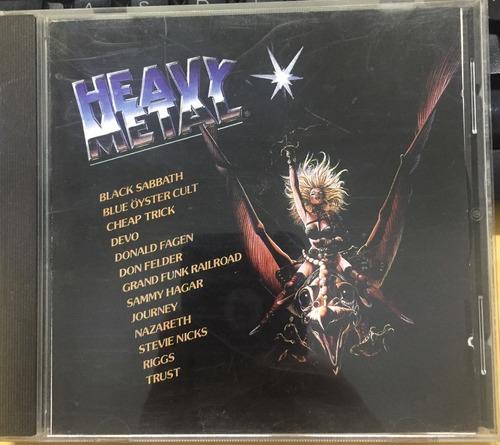 HEAVY
METAL
BLACK SABBATH
BLUE ÖYSTER CULT
CHEAP TRICK
DEVO
DONALD FAGEN
DON FELDER
GRAND FUNK RAILROAD
SAMMY HAGAR
JOURNEY
NAZARETH
STEVIE NICKS
RIGGS
TRUST